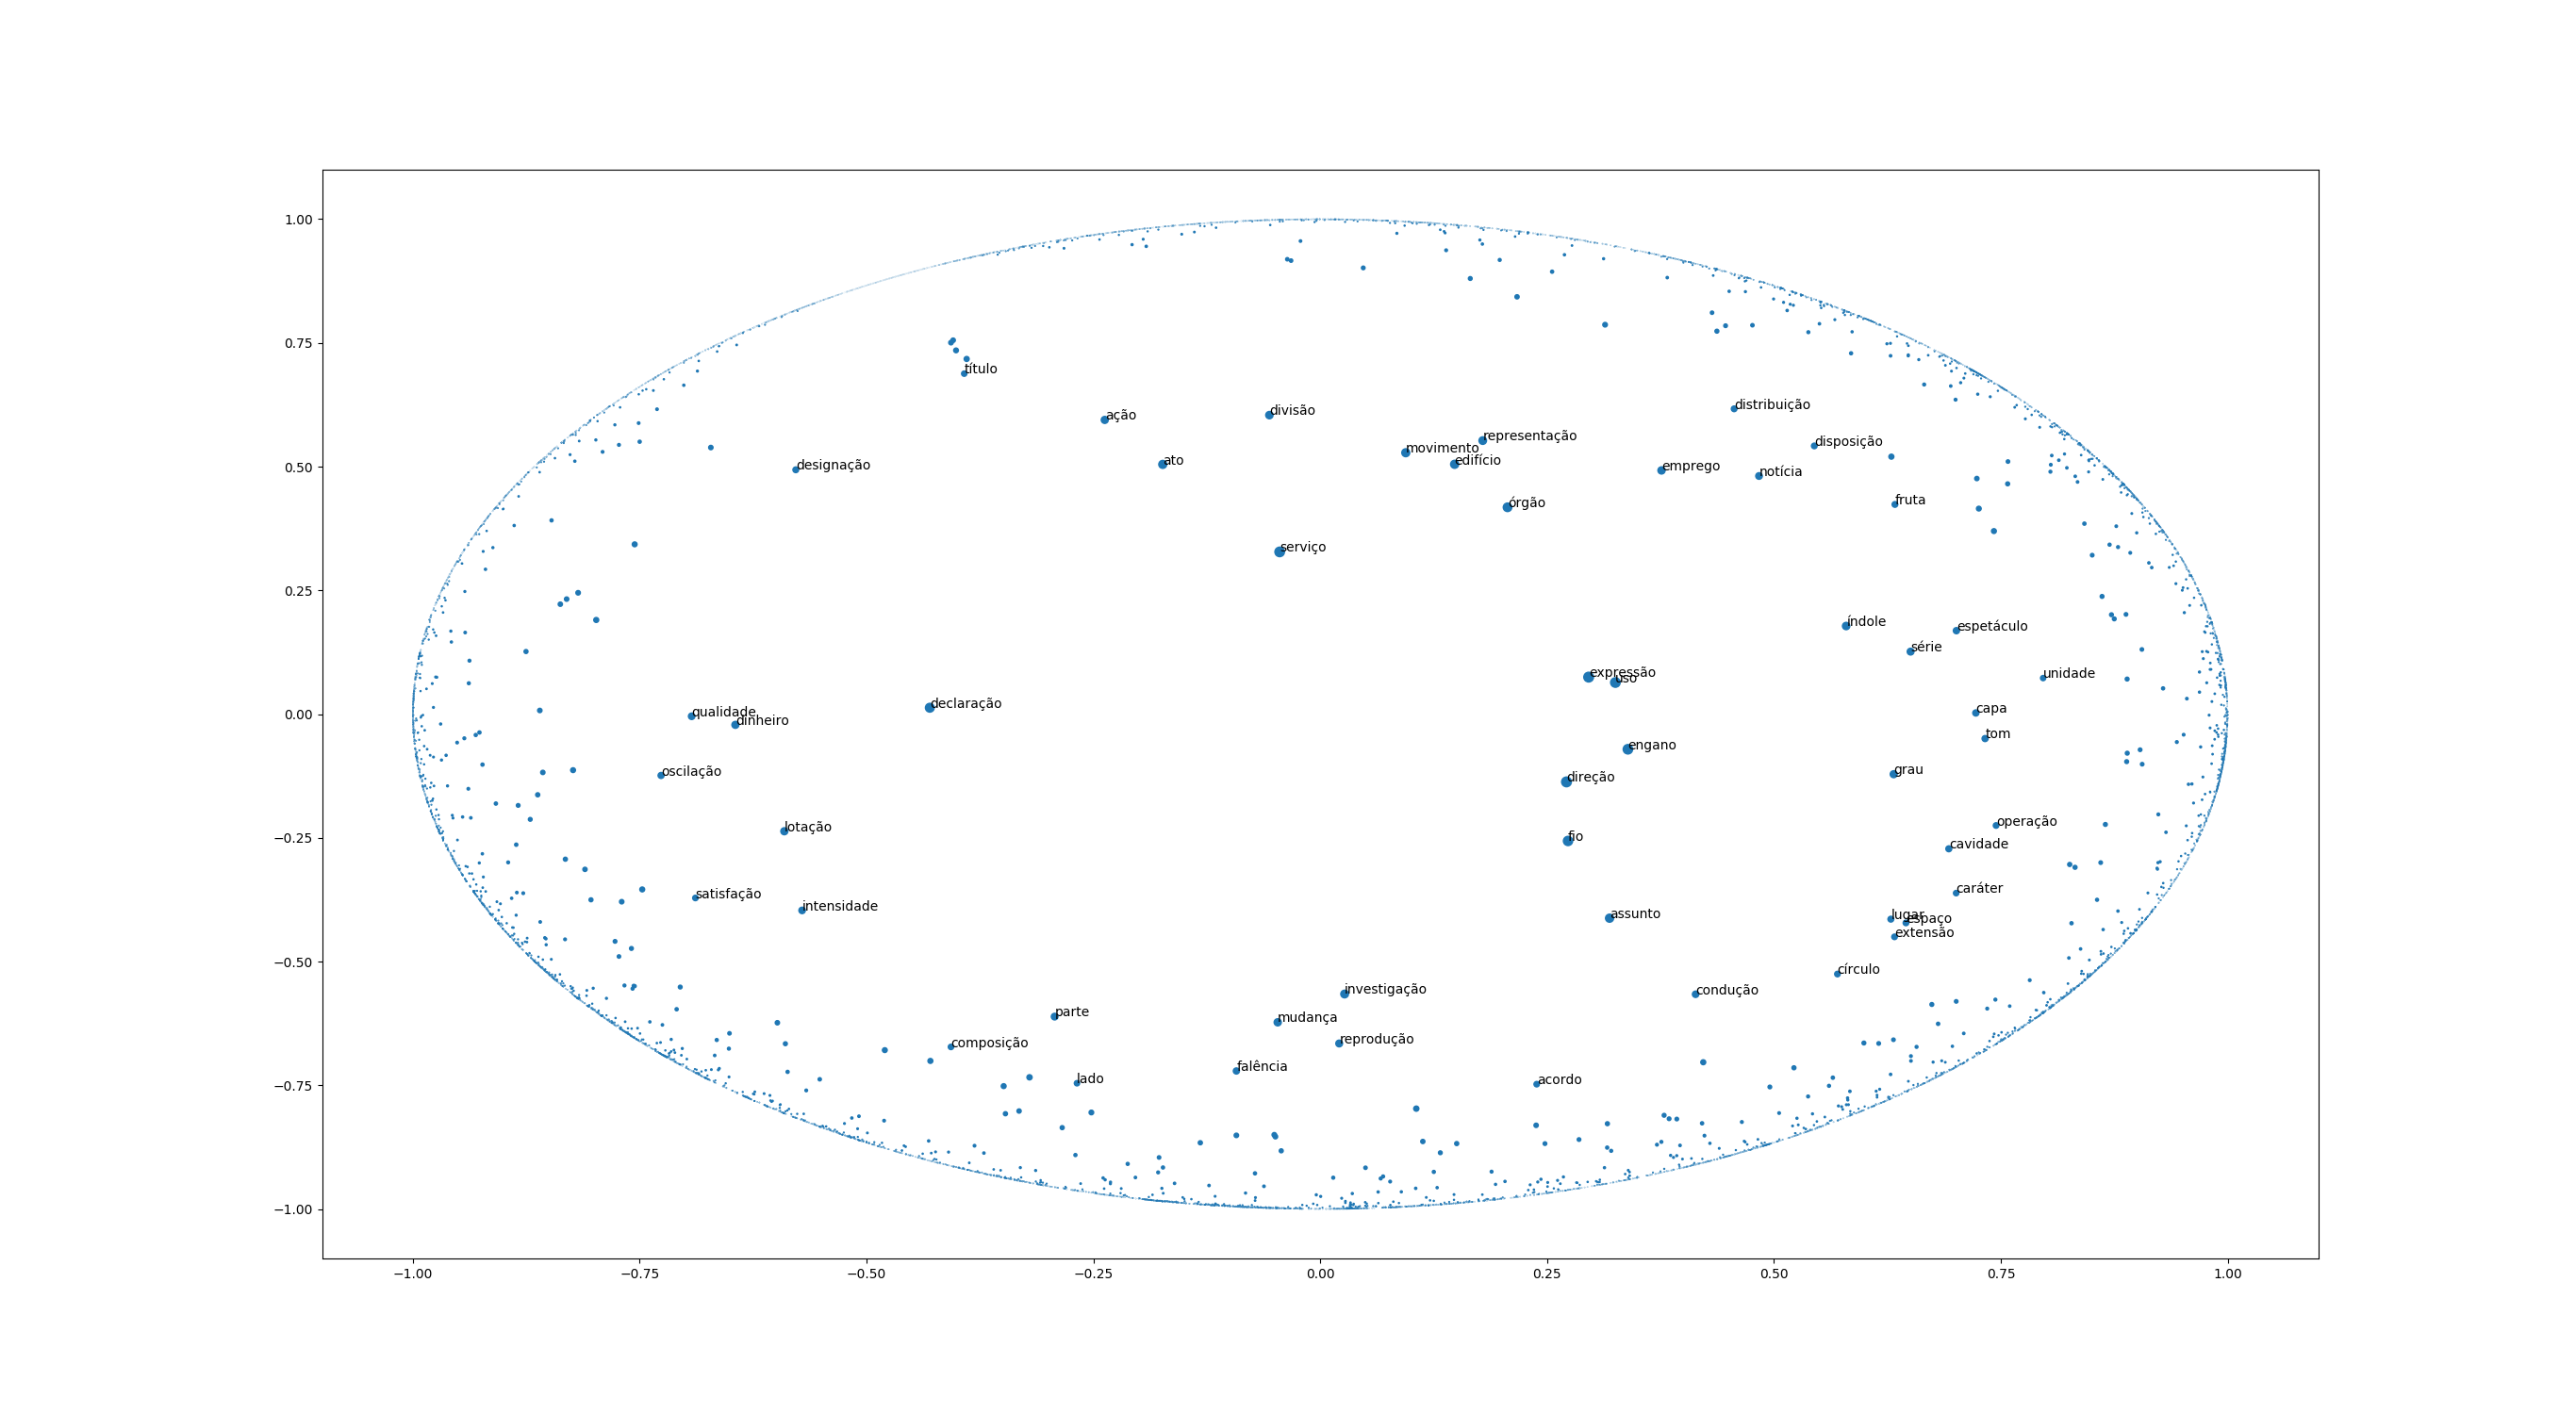 1.00
0.75
título
distribuição
divisão
ação
representação
disposição
movimento
ato
edifício
designação
emprego
notícia
0.50
fruta
órgão
serviço
0.25
índole
espetáculo
série
expressão
uso
unidade
declaração
capa
qualidade
dinheiro
0.00
tom
engano
grau
oscilação
direção
operação
lotação
fio
−0.25
cavidade
caráter
satisfação
intensidade
assunto
lugar
espaço
extensão
−0.50
círculo
investigação
condução
parte
mudança
reprodução
composição
falência
lado
acordo
−0.75
−1.00
−1.00 −0.75 −0.50 −0.25 0.00 0.25 0.50 0.75 1.00